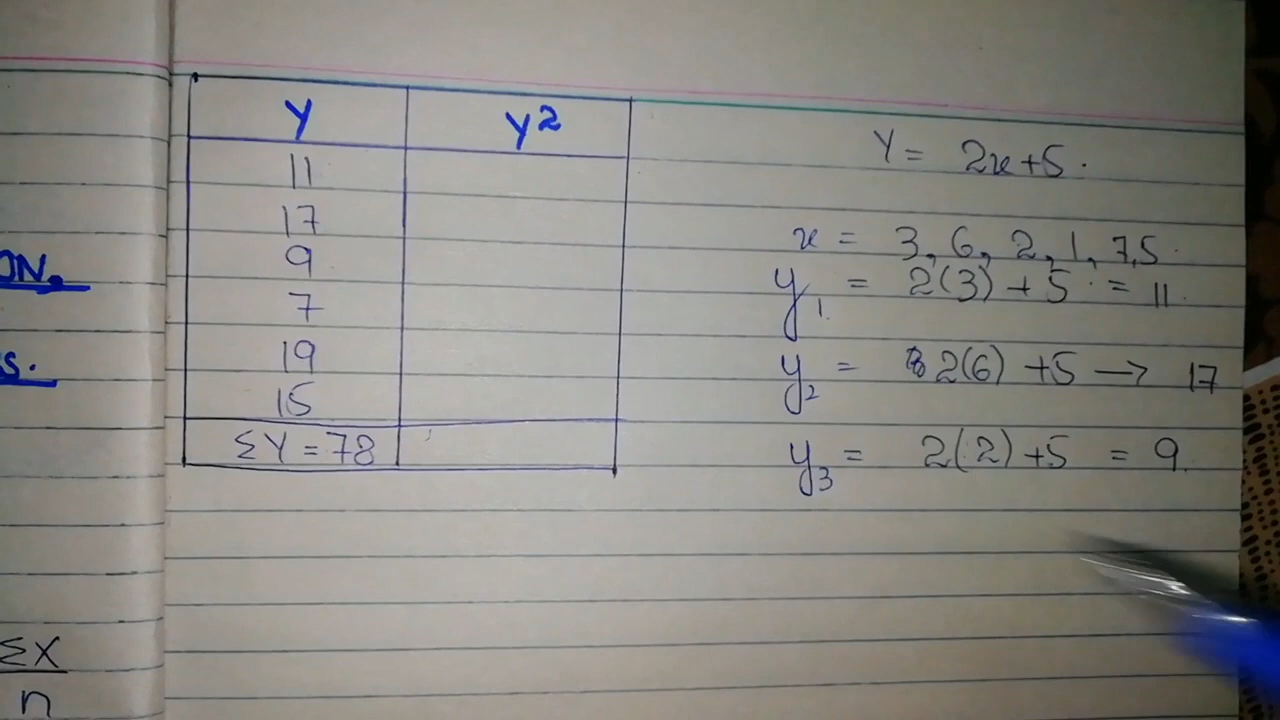 Y Y²
11
17
9
7
19
15
ΣY = 78
Y = 2x+5.
x = 3, 6, 2, 1, 7, 5.
y₁ = 2(3) + 5 = 11.
y₂ = 2(6) + 5 → 17
y₃ = 2(2) + 5 = 9.
ON.
S.
ΣX
n